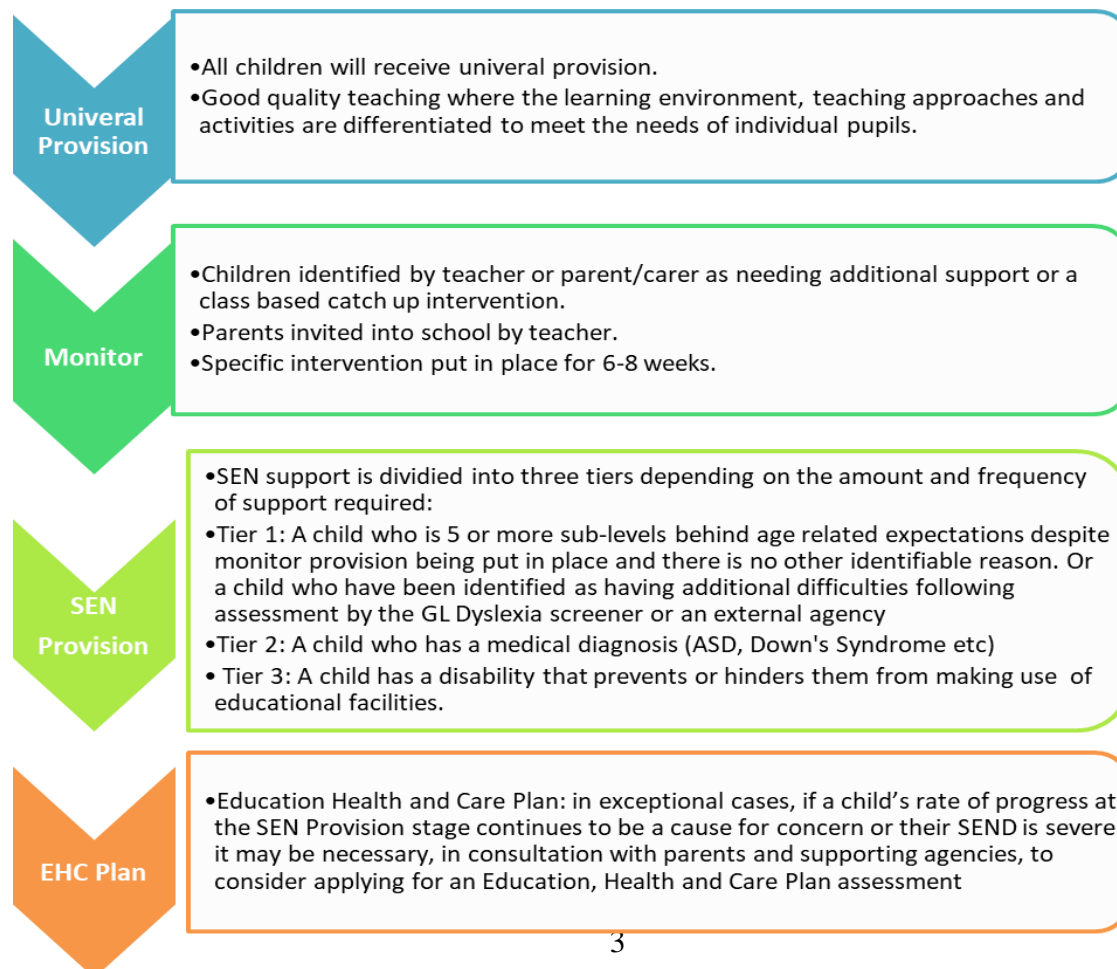 Univeral
Provision
•All children will receive univeral provision.
•Good quality teaching where the learning environment, teaching approaches and
activities are differentiated to meet the needs of individual pupils.
Monitor
•Children identified by teacher or parent/carer as needing additional support or a
class based catch up intervention.
•Parents invited into school by teacher.
•Specific intervention put in place for 6-8 weeks.
SEN
Provision
•SEN support is dividied into three tiers depending on the amount and frequency
of support required:
•Tier 1: A child who is 5 or more sub-levels behind age related expectations despite
monitor provision being put in place and there is no other identifiable reason. Or
a child who have been identified as having additional difficulties following
assessment by the GL Dyslexia screener or an external agency
•Tier 2: A child who has a medical diagnosis (ASD, Down's Syndrome etc)
• Tier 3: A child has a disability that prevents or hinders them from making use of
educational facilities.
EHC Plan
•Education Health and Care Plan: in exceptional cases, if a child’s rate of progress at
the SEN Provision stage continues to be a cause for concern or their SEND is severe
it may be necessary, in consultation with parents and supporting agencies, to
consider applying for an Education, Health and Care Plan assessment
3